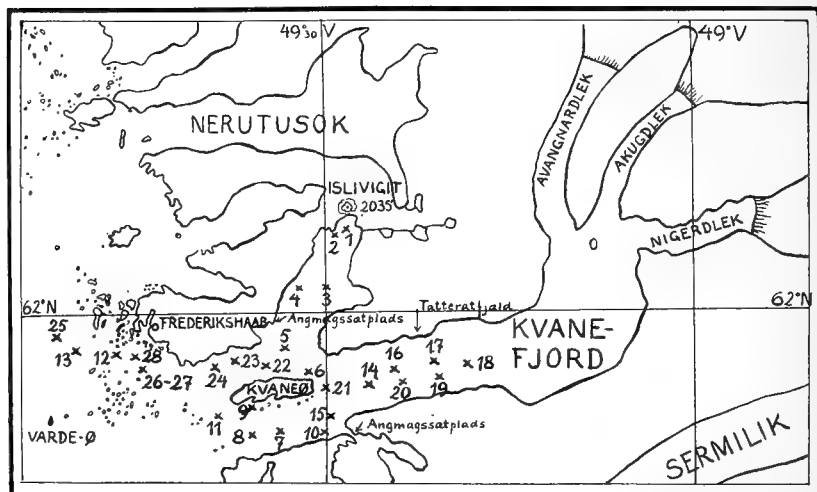 49°30 V
49°V
NERUTUSOK
AVANGNARDLEK
AKUGDLEK
ISLIVIGIT
2035
NIGERDLEK
2 1
4 3
62°N
62°N
Tatteratfjald
FREDERIKSHAAB
Angmagssatplads
KVANE-
FJORD
25
5
13 12 28 23 22 6 14 16 17 18
26-27 24 KVANEØ 21 20 19
9
11 15
VARDE-Ø
8 7 10
Angmagssatplads
SERMILIK